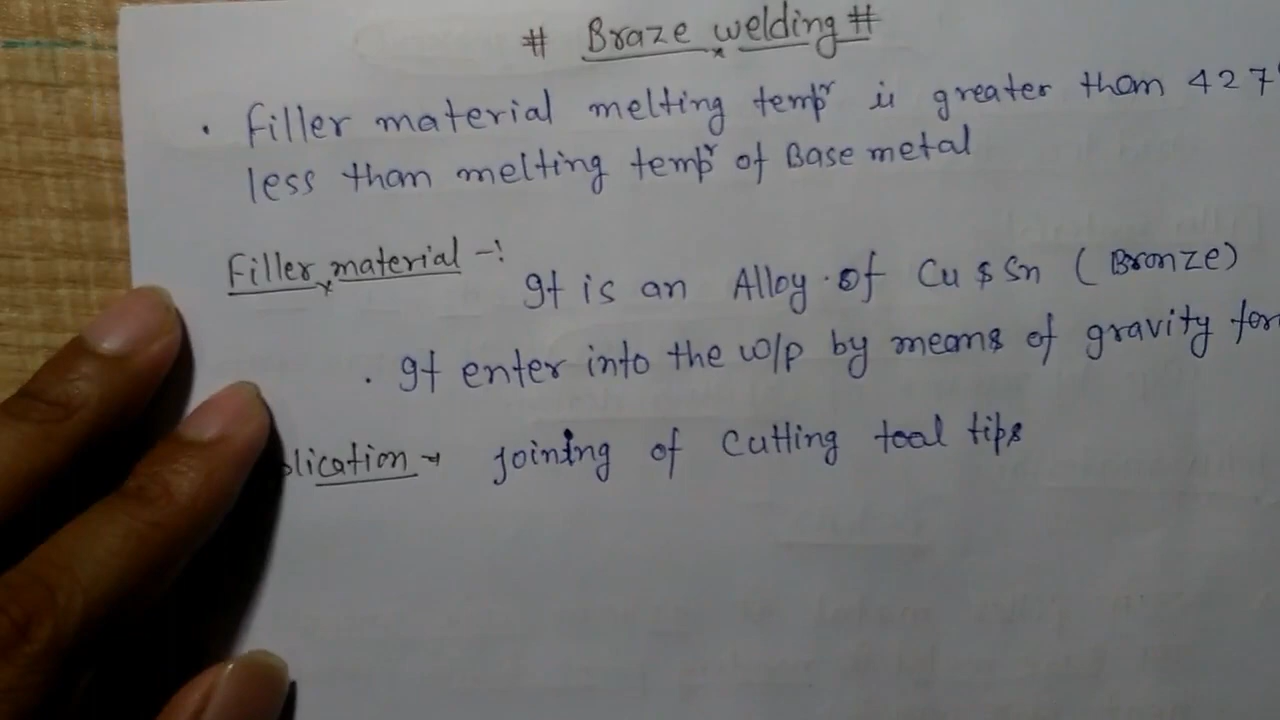 # Braze welding #
. Filler material melting tempr is greater than 427°
less than melting tempr of Base metal
Filler material -:
It is an Alloy of Cu & Sn ( Bronze)
. It enter into the w/p by means of gravity for
plication → joining of Cutting tool tips